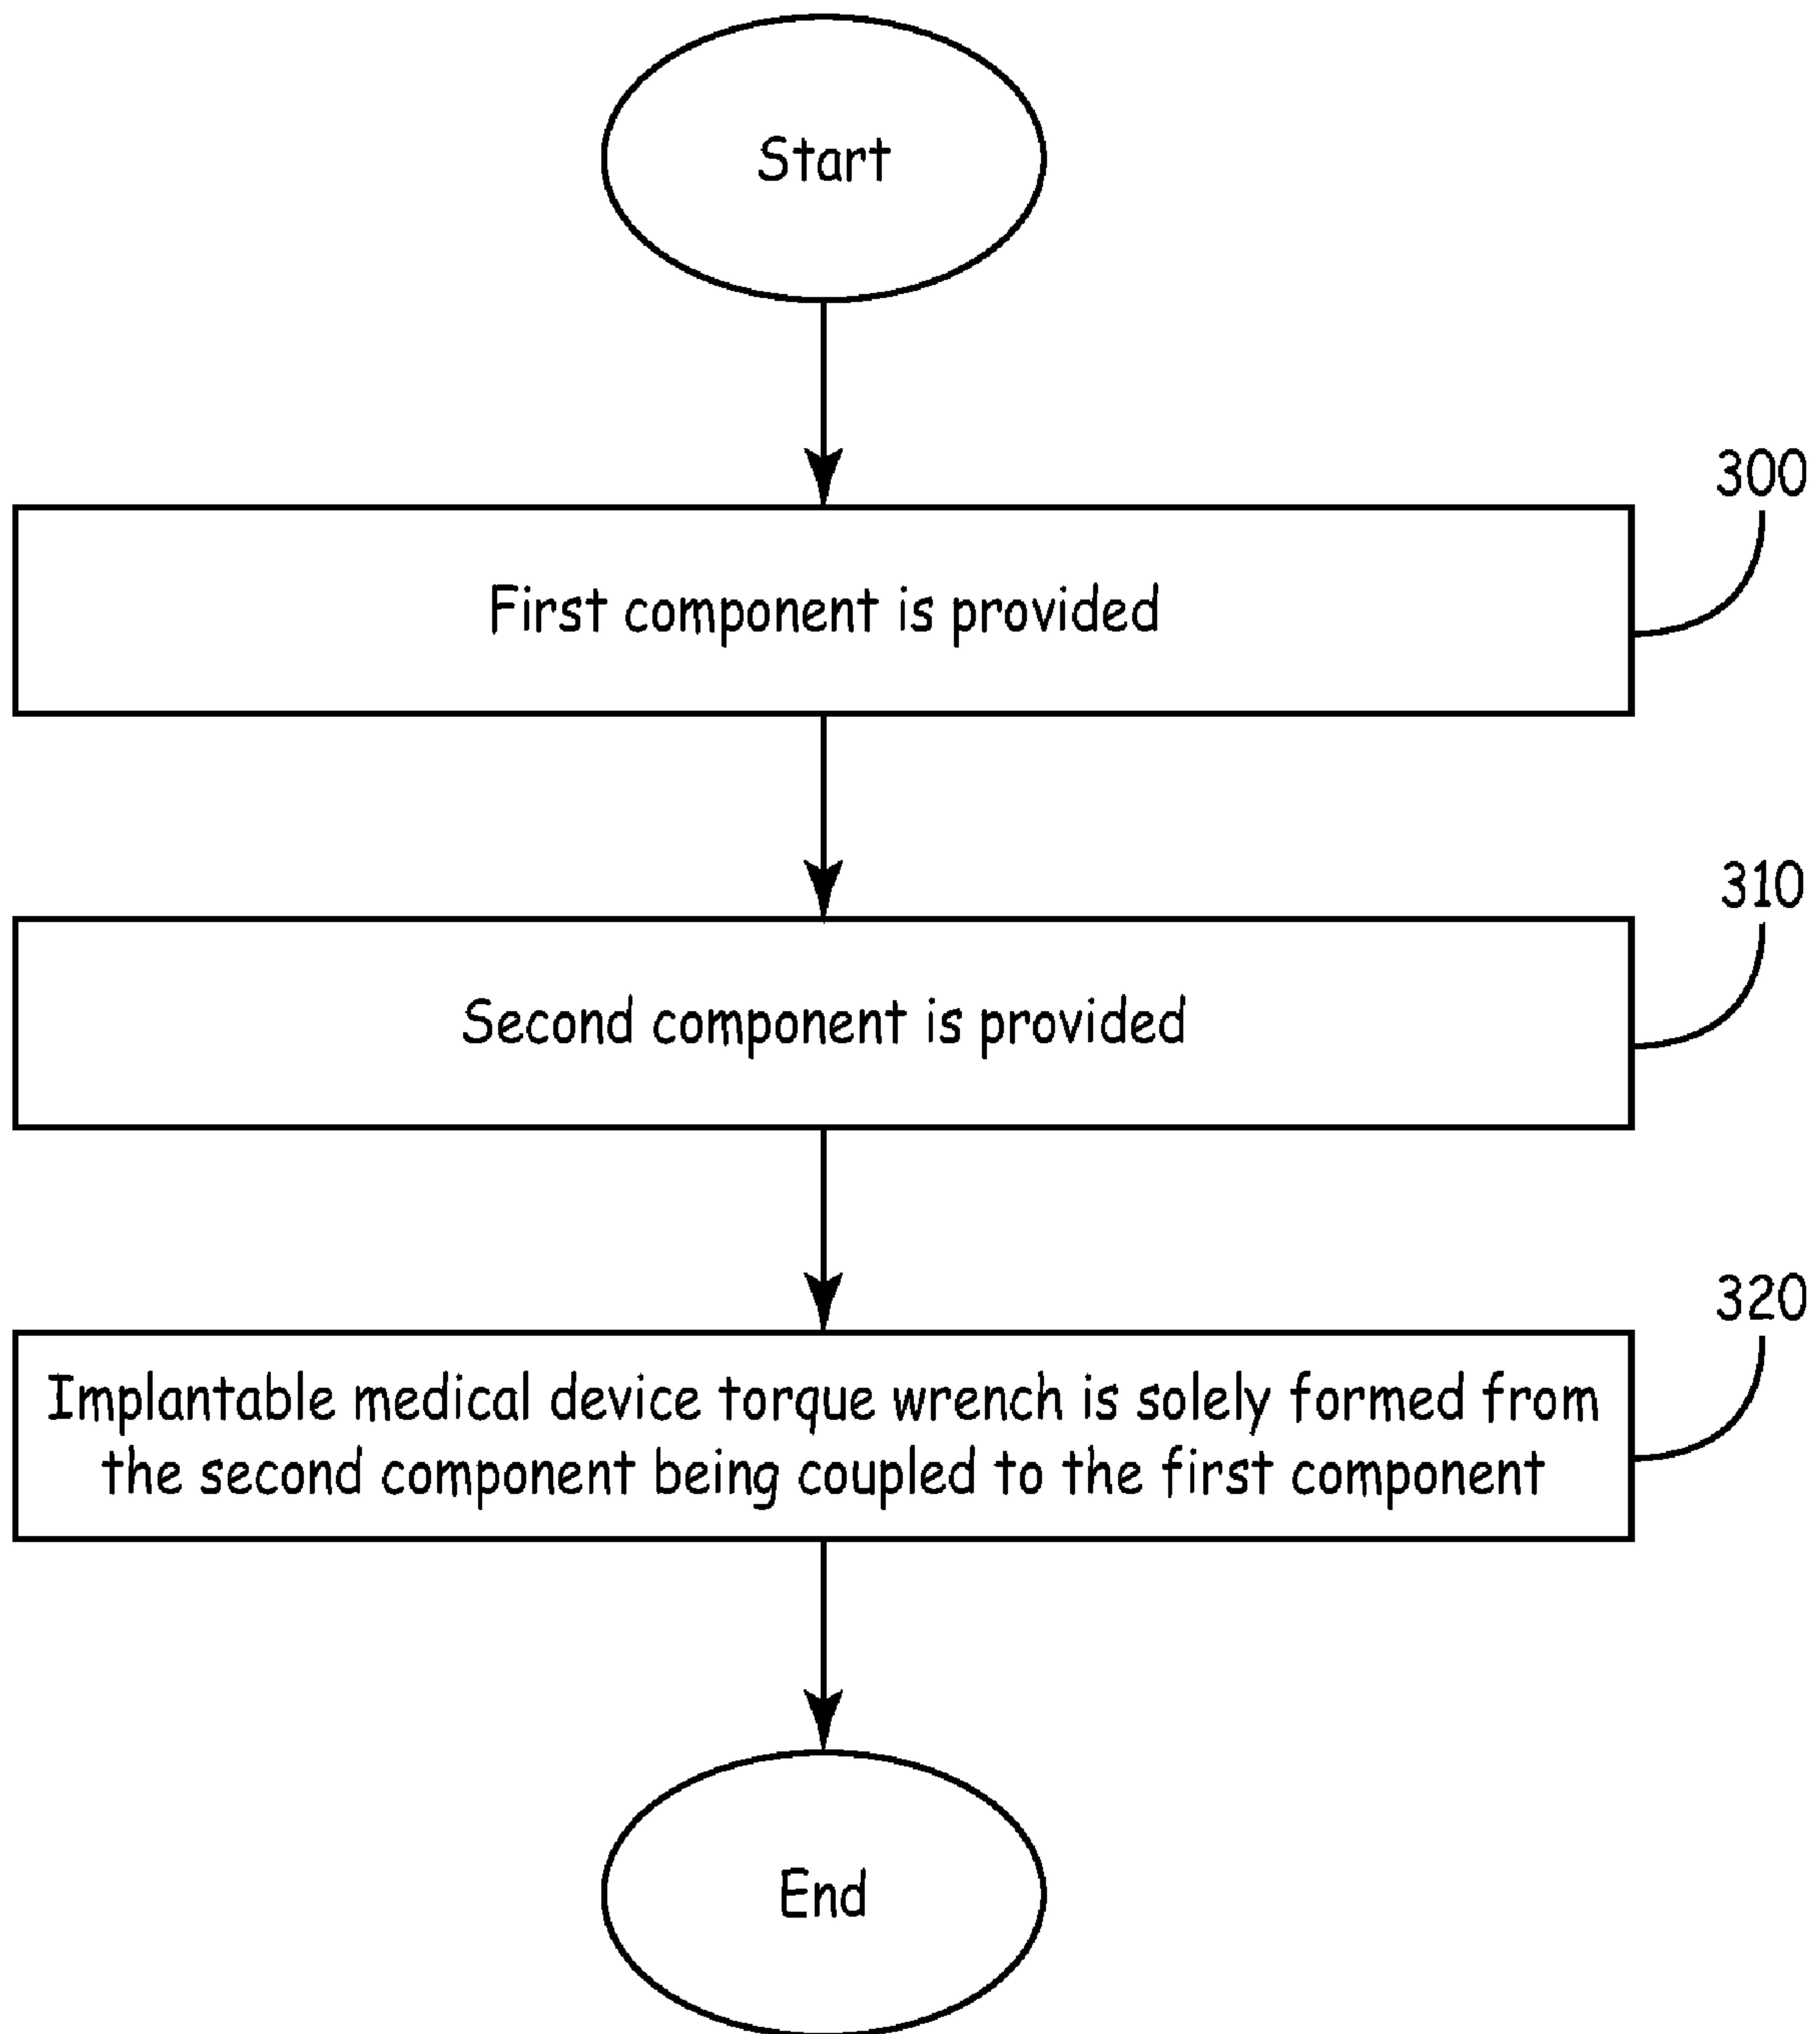 Start
300
First component is provided
310
Second component is provided
320
Implantable medical device torque wrench is solely formed from
the second component being coupled to the first component
End